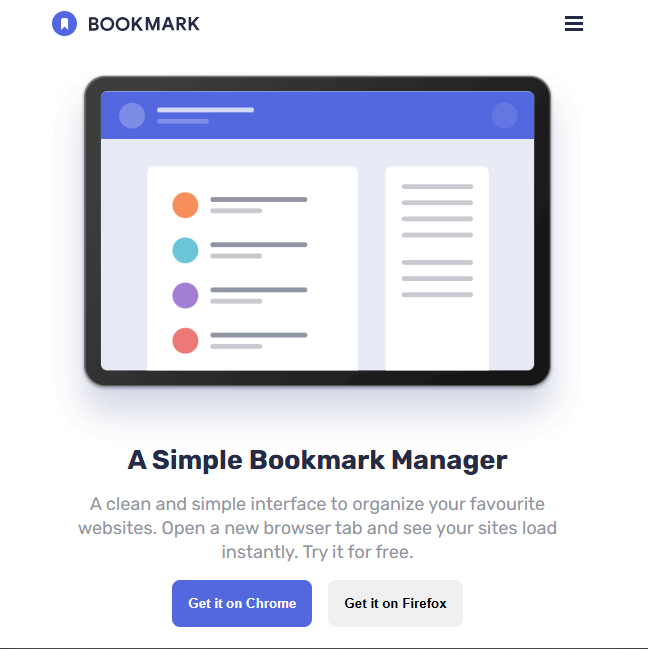 BOOKMARK
A Simple Bookmark Manager
A clean and simple interface to organize your favourite
websites. Open a new browser tab and see your sites load
instantly. Try it for free.
Get it on Chrome
Get it on Firefox